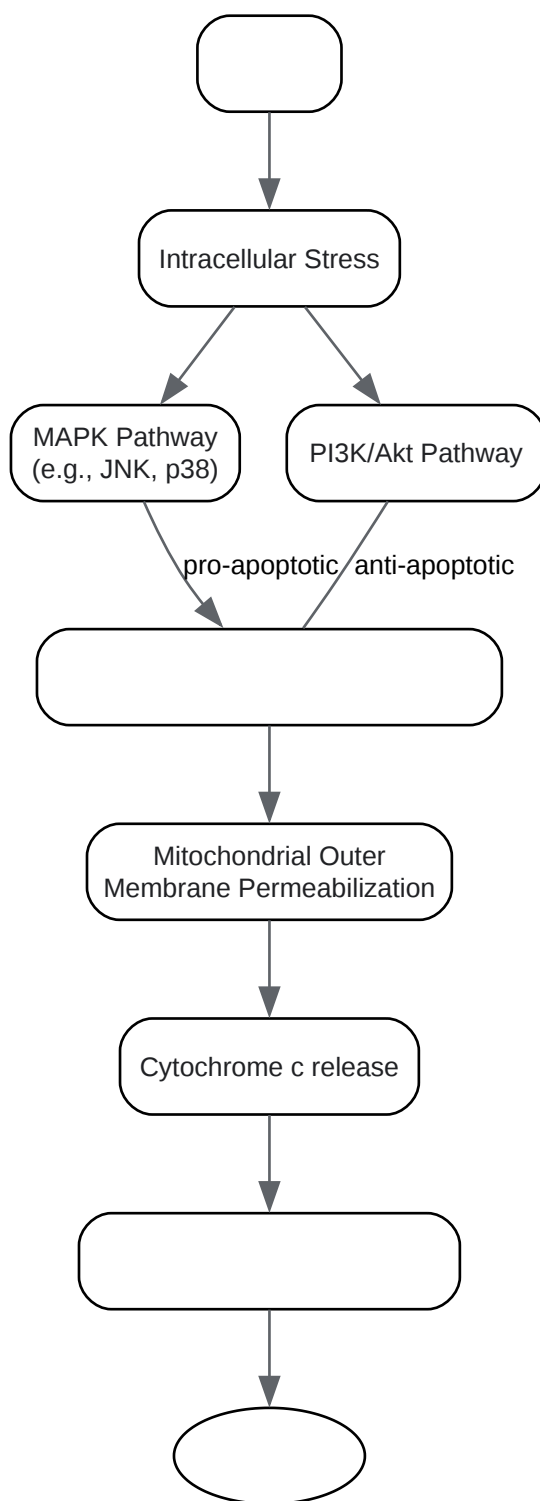 Intracellular Stress
MAPK Pathway
(e.g., JNK, p38)
PI3K/Akt Pathway
pro-apoptotic
anti-apoptotic
Mitochondrial Outer
Membrane Permeabilization
Cytochrome c release